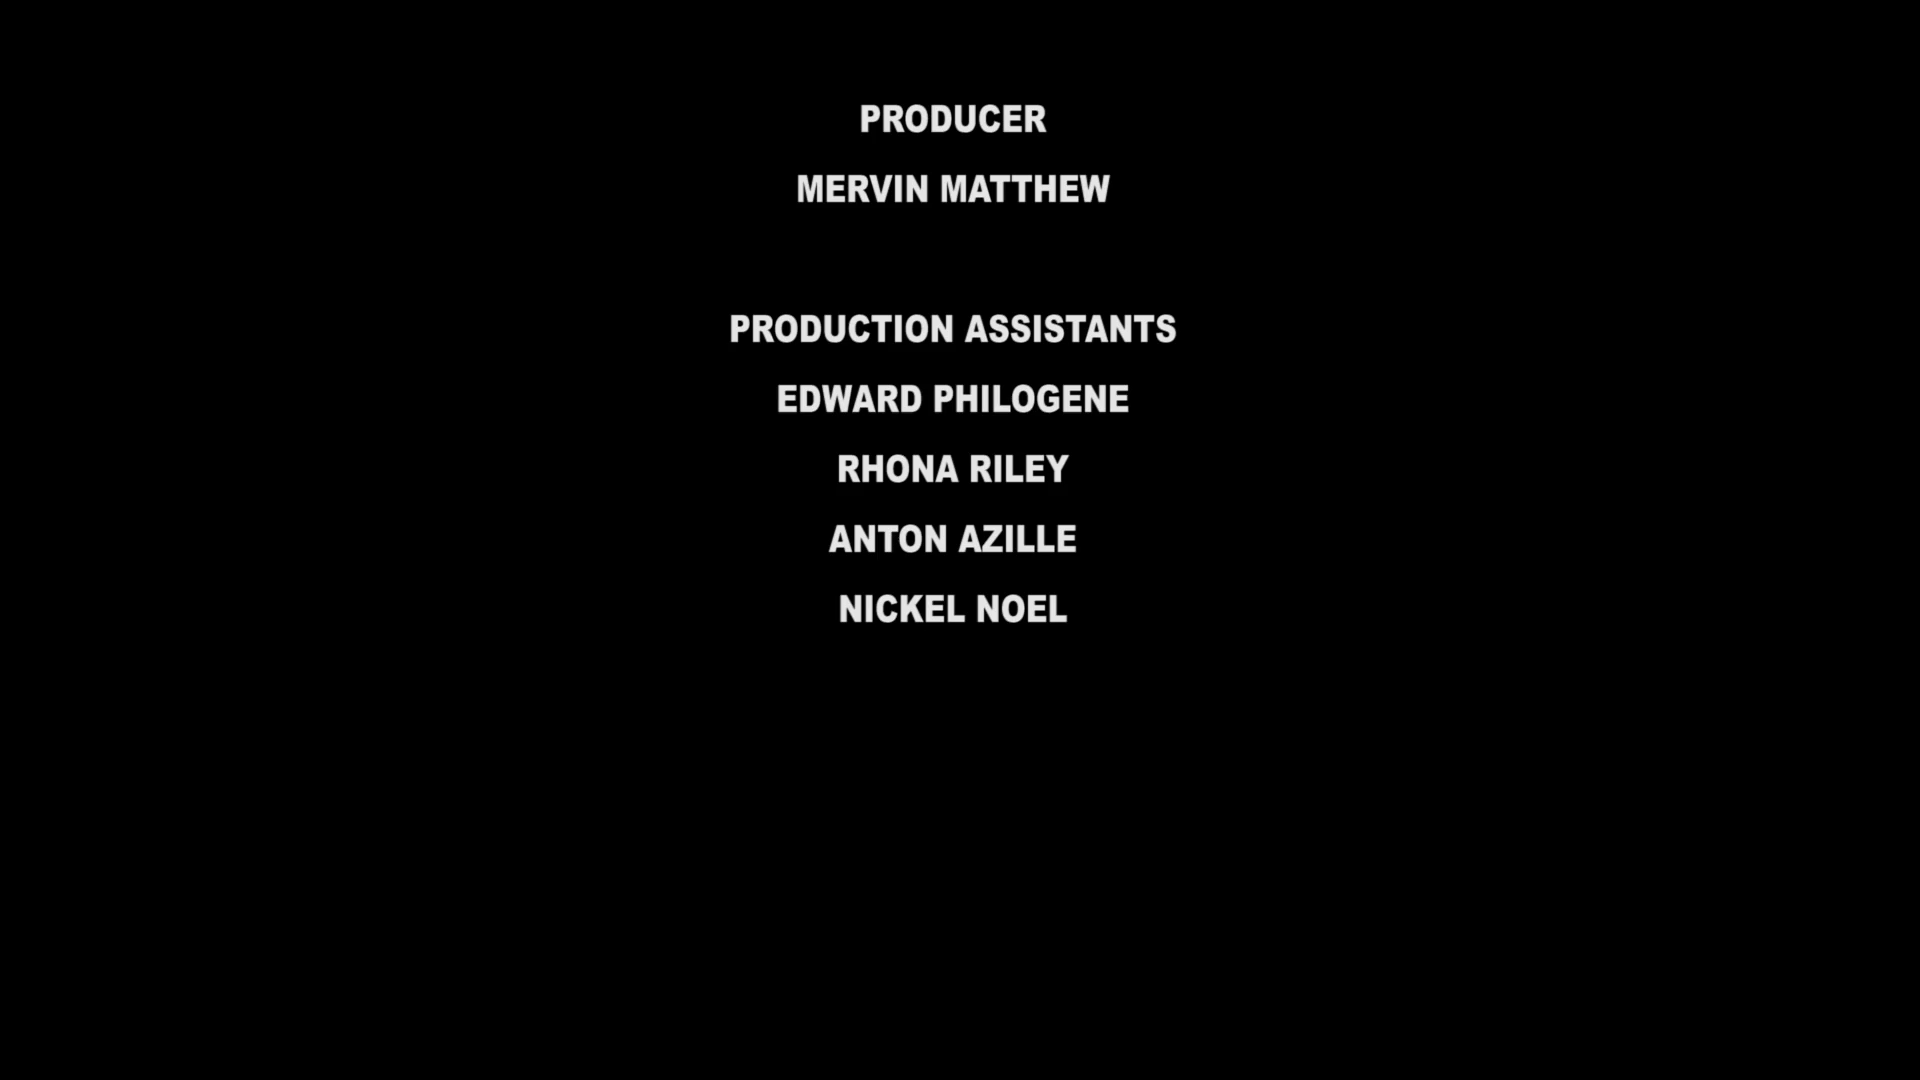 PRODUCER
MERVIN MATTHEW
PRODUCTION ASSISTANTS
EDWARD PHILOGENE
RHONA RILEY
ANTON AZILLE
NICKEL NOEL